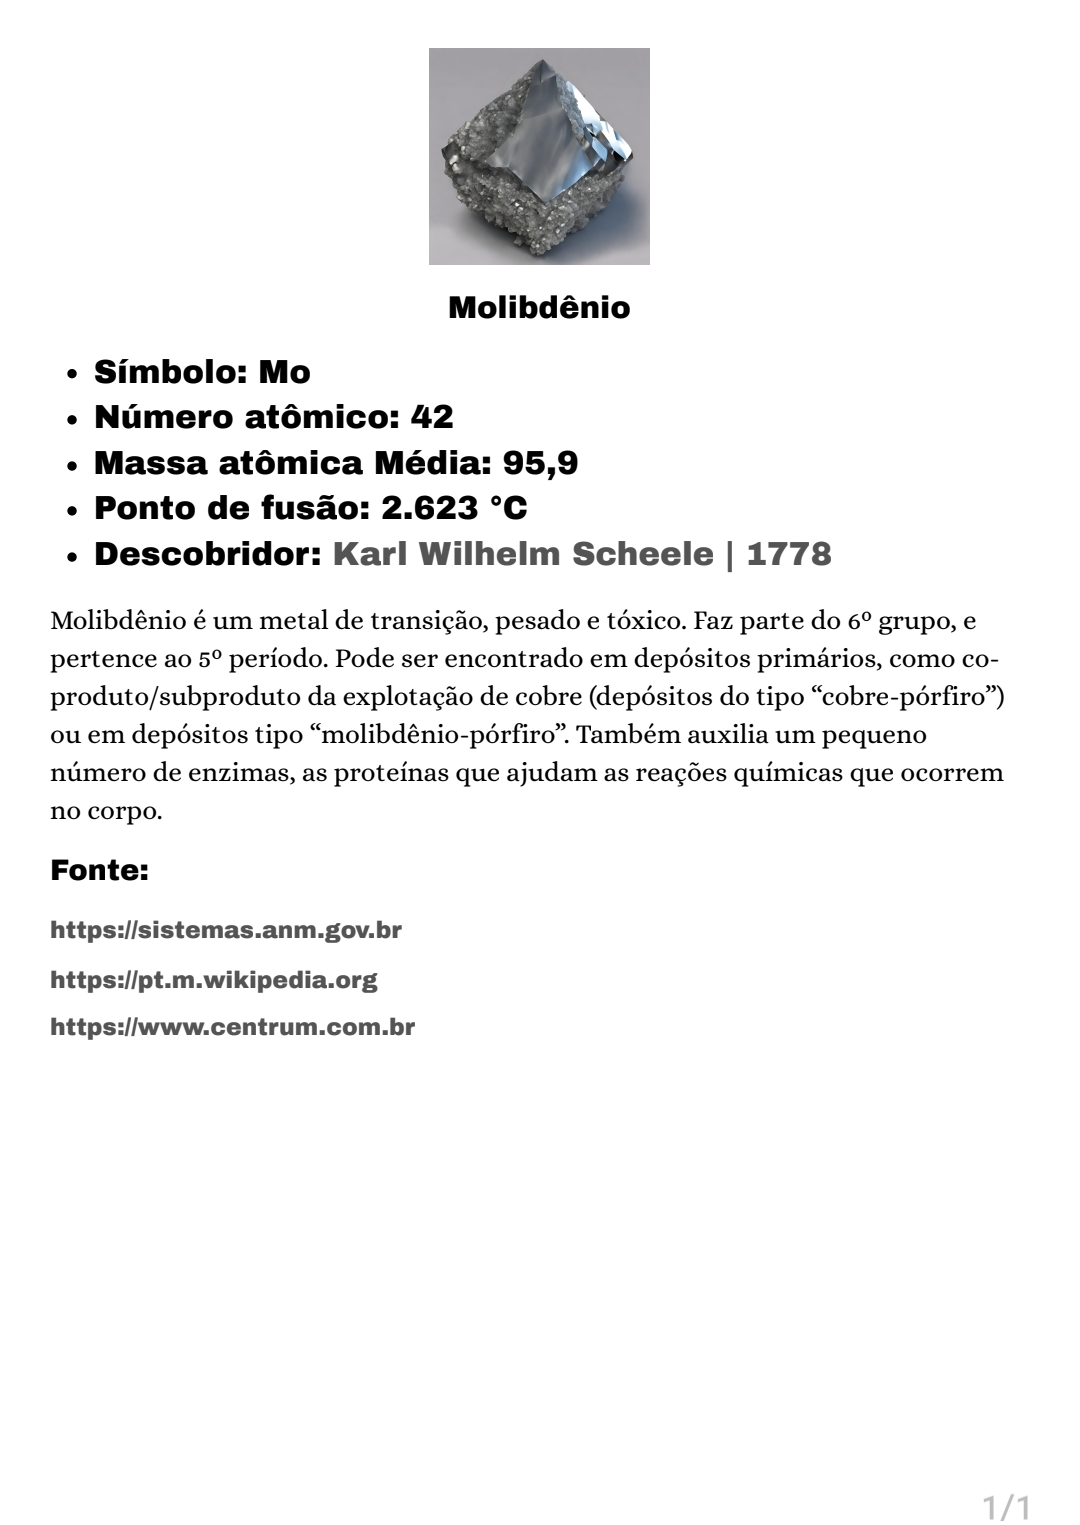 Molibdênio
• Símbolo: Mo
• Número atômico: 42
• Massa atômica Média: 95,9
• Ponto de fusão: 2.623 °C
• Descobridor: Karl Wilhelm Scheele | 1778
Molibdênio é um metal de transição, pesado e tóxico. Faz parte do 6º grupo, e
pertence ao 5º período. Pode ser encontrado em depósitos primários, como co-
produto/subproduto da explotação de cobre (depósitos do tipo “cobre-pórfiro”)
ou em depósitos tipo “molibdênio-pórfiro”. Também auxilia um pequeno
número de enzimas, as proteínas que ajudam as reações químicas que ocorrem
no corpo.
Fonte:
https://sistemas.anm.gov.br
https://pt.m.wikipedia.org
https://www.centrum.com.br
1/1